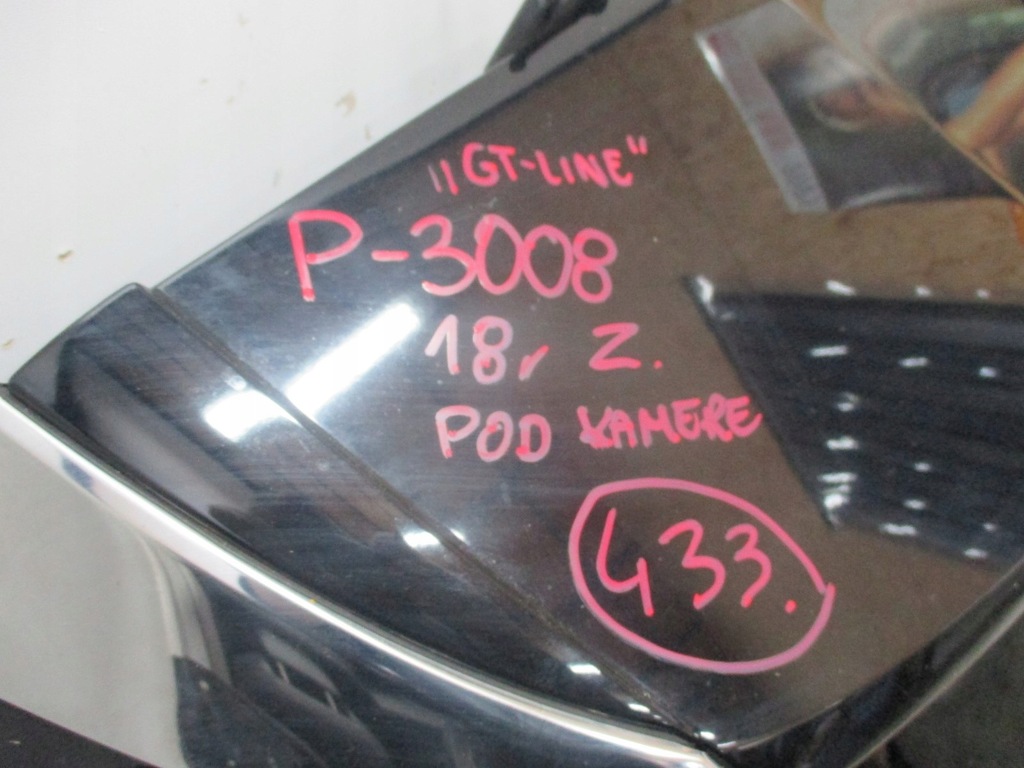 "GT-LINE"
P-3008
18r Z.
POD KAMERE
433.